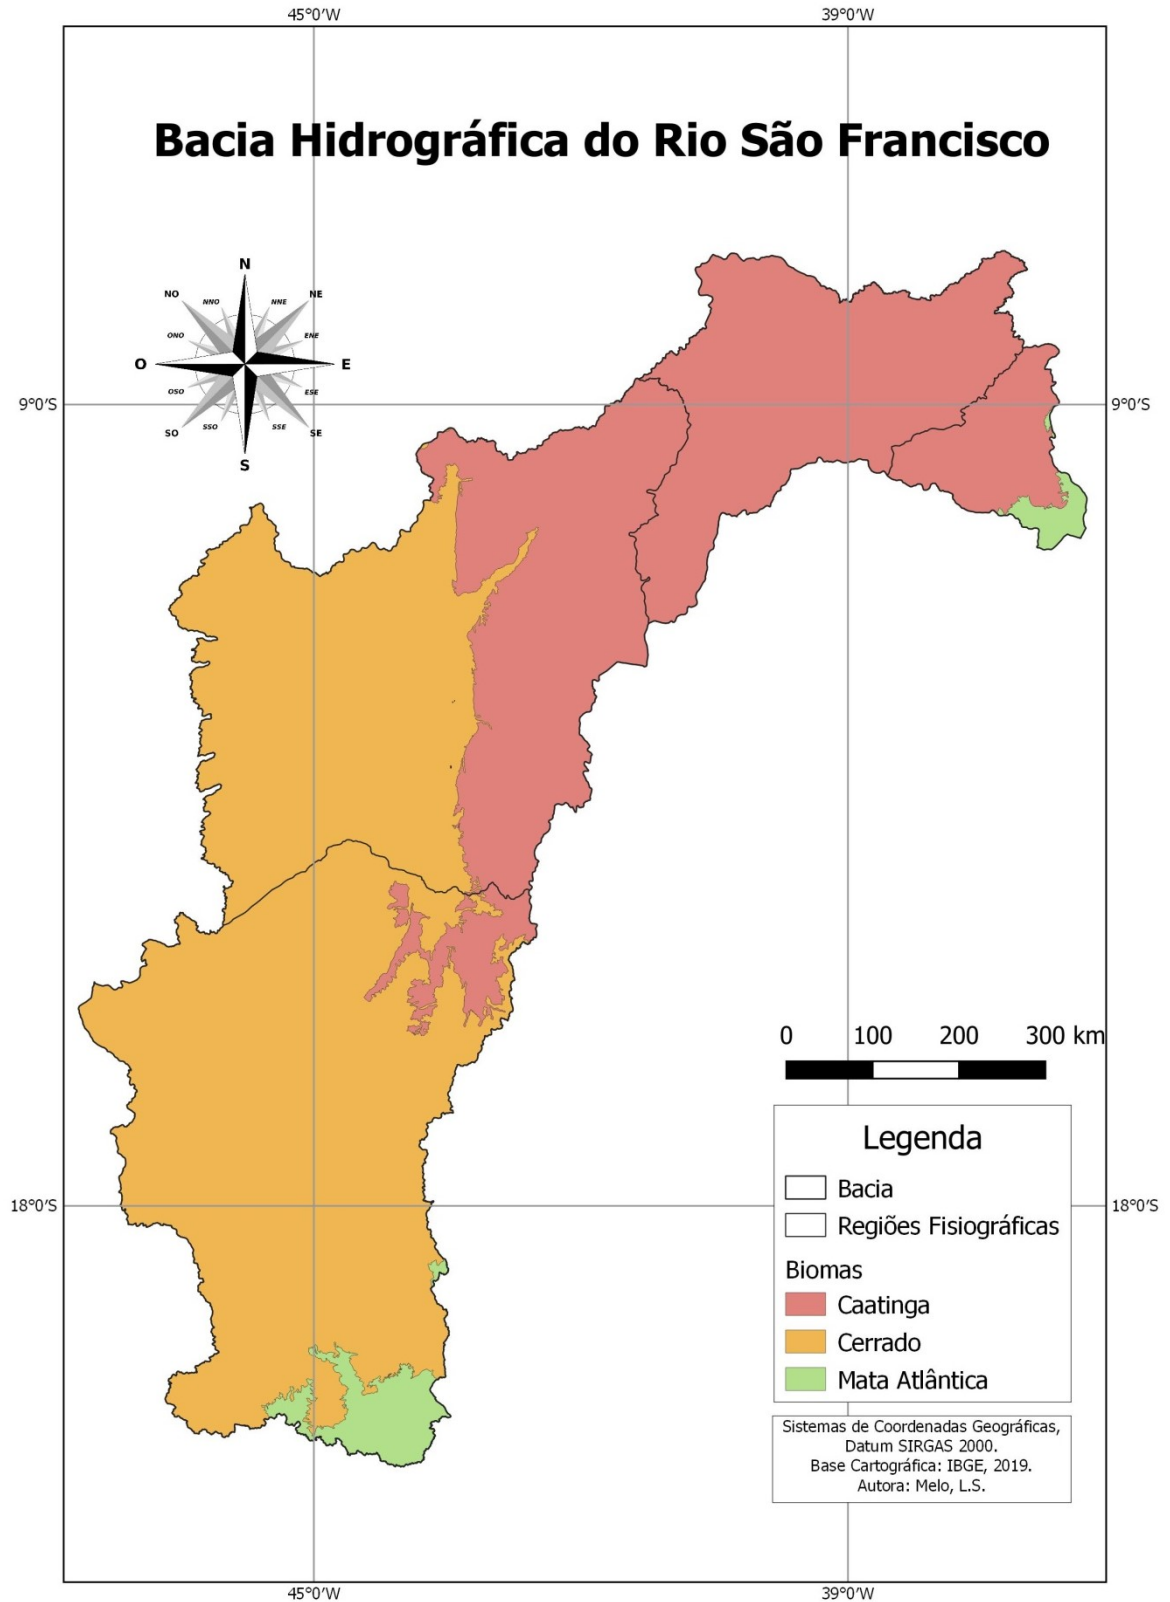 45°0′W 39°0′W
Bacia Hidrográfica do Rio São Francisco
N
NO NNO NNE NE
ONO ENE
O E
OSO ESE
SO SSO SSE SE
S
9°0′S 9°0′S
0 100 200 300 km
Legenda
Bacia
18°0′S 18°0′S
Regiões Fisiográficas
Biomas
Caatinga
Cerrado
Mata Atlântica
Sistemas de Coordenadas Geográficas,
Datum SIRGAS 2000.
Base Cartográfica: IBGE, 2019.
Autora: Melo, L.S.
45°0′W 39°0′W